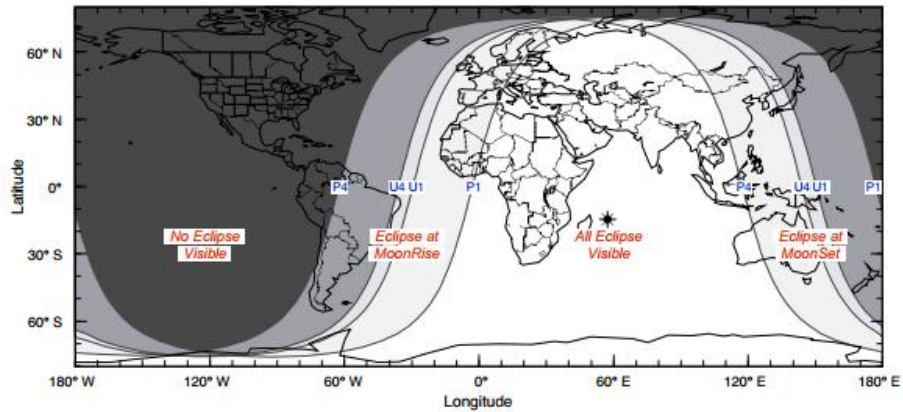 60° N
30° N
0°
30° S
60° S
Latitude
P4 U4 U1 P1 P4 U4 U1 P1
No Eclipse
Visible
Eclipse at
MoonRise
All Eclipse
Visible
Eclipse at
MoonSet
180° W 120° W 60° W 0° 60° E 120° E 180° E
Longitude